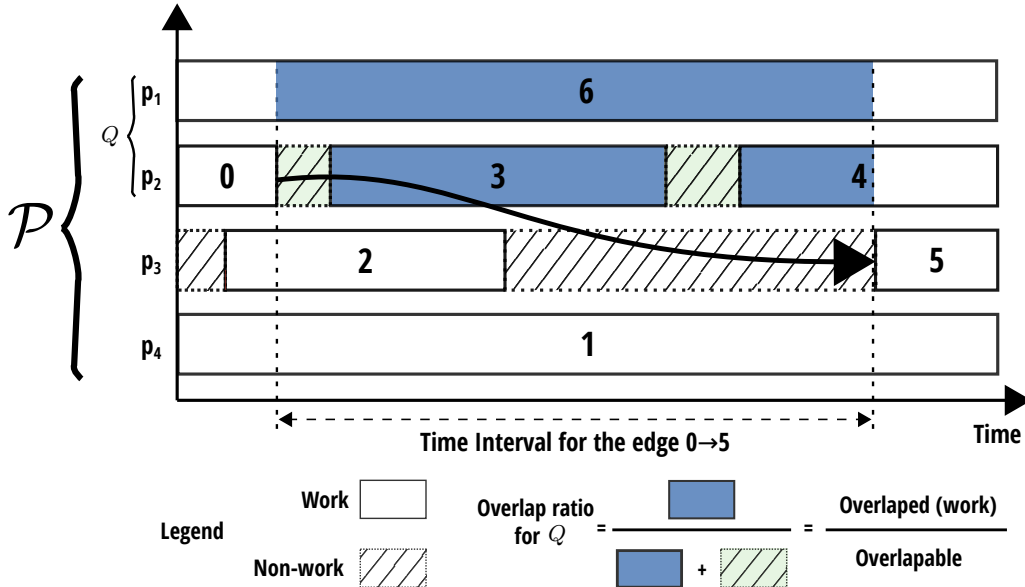 p₁
6
Q
p₂
0
3
4
𝒫
p₃
2
5
p₄
1
Time Interval for the edge 0→5
Time
Work
Legend
Non-work
Overlap ratio
for Q
=
+
=
Overlaped (work)
Overlapable